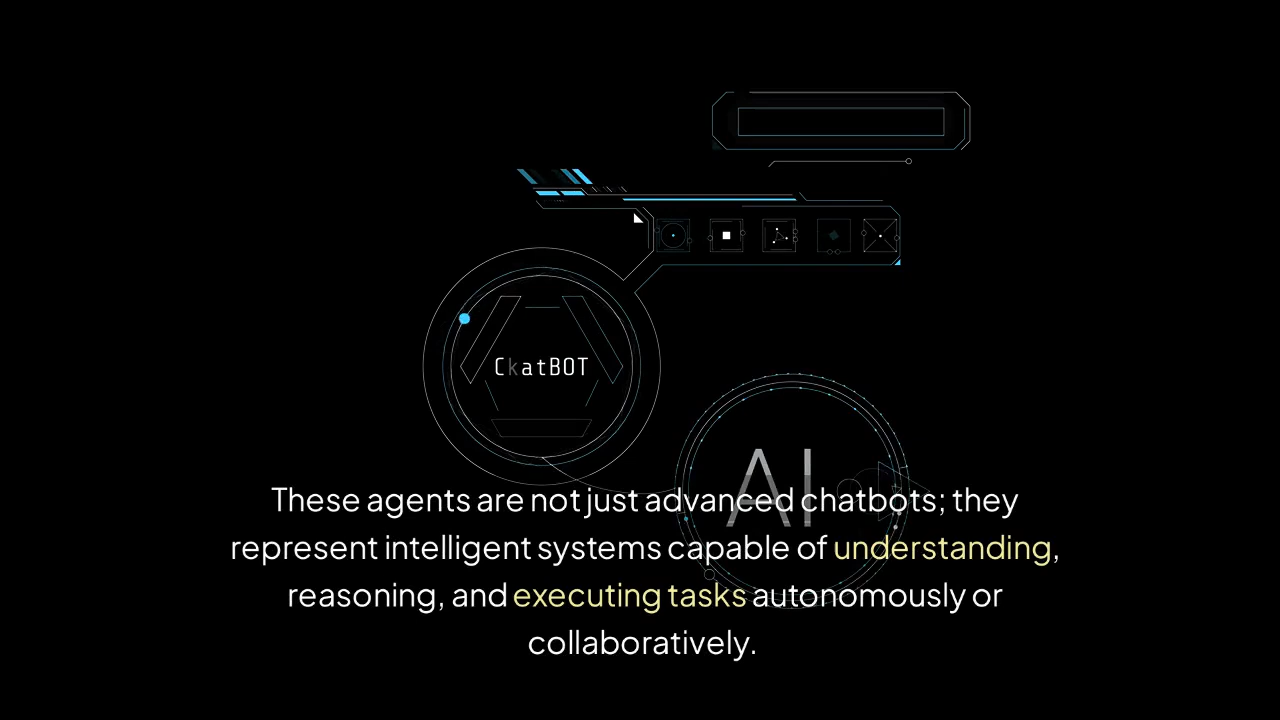 CkatBOT
AI
These agents are not just advanced chatbots; they
represent intelligent systems capable of understanding,
reasoning, and executing tasks autonomously or
collaboratively.